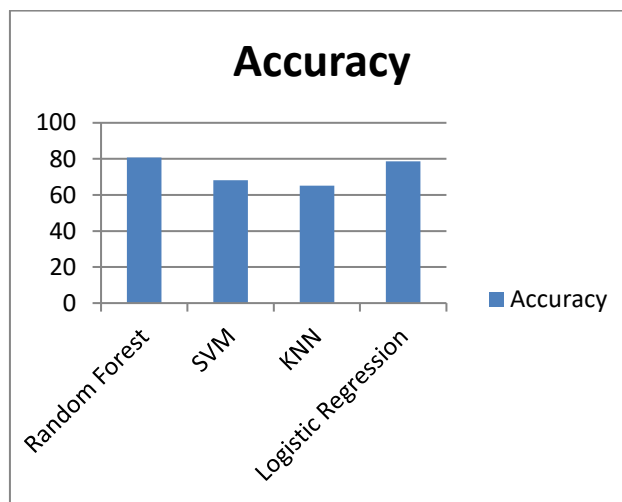 Accuracy
100
80
60
40
20
0
Random Forest
SVM
KNN
Logistic Regression
Accuracy